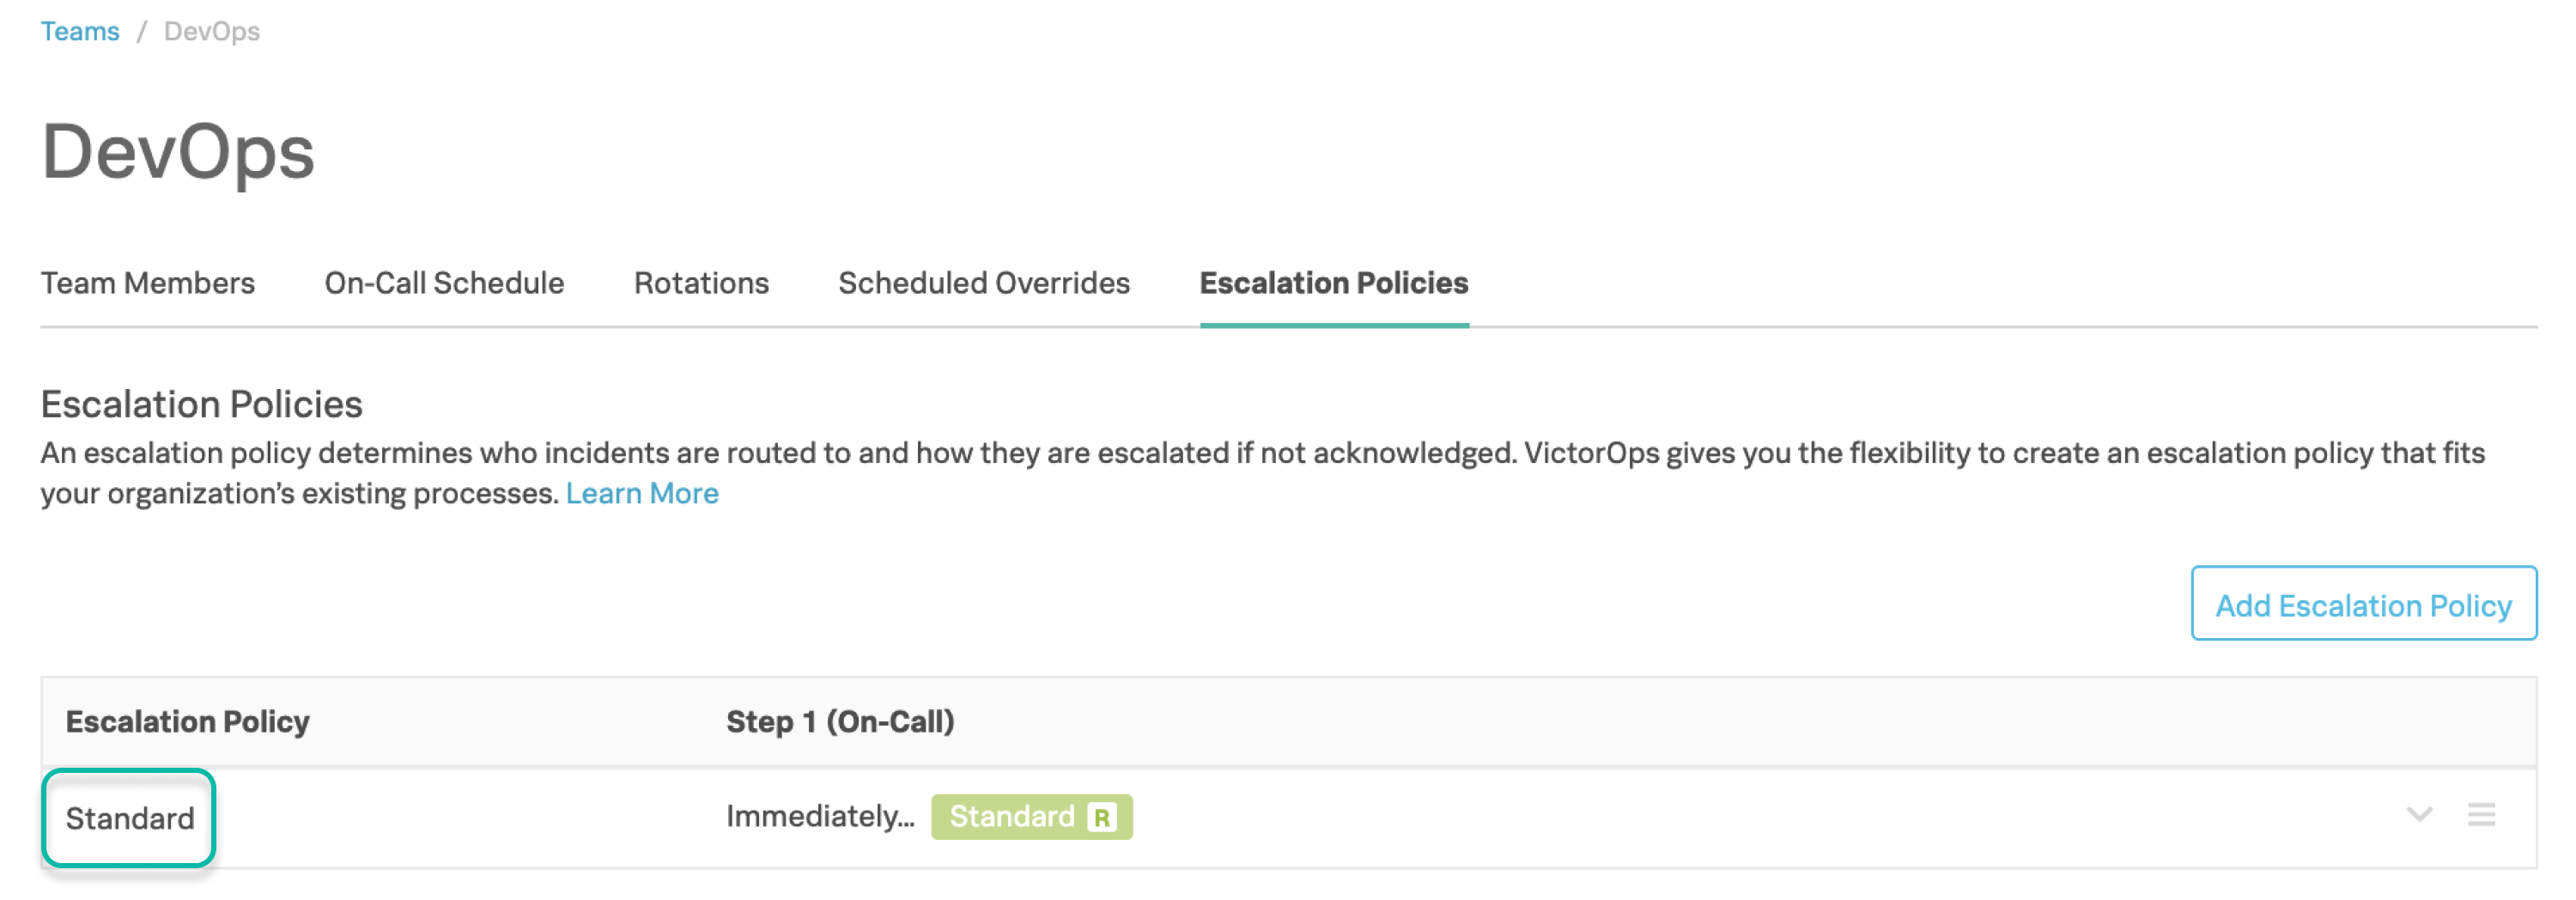 Teams / DevOps
DevOps
Team Members On-Call Schedule Rotations Scheduled Overrides Escalation Policies
Escalation Policies
An escalation policy determines who incidents are routed to and how they are escalated if not acknowledged. VictorOps gives you the flexibility to create an escalation policy that fits
your organization’s existing processes. Learn More
Add Escalation Policy
Escalation Policy Step 1 (On-Call)
Standard Immediately... Standard R